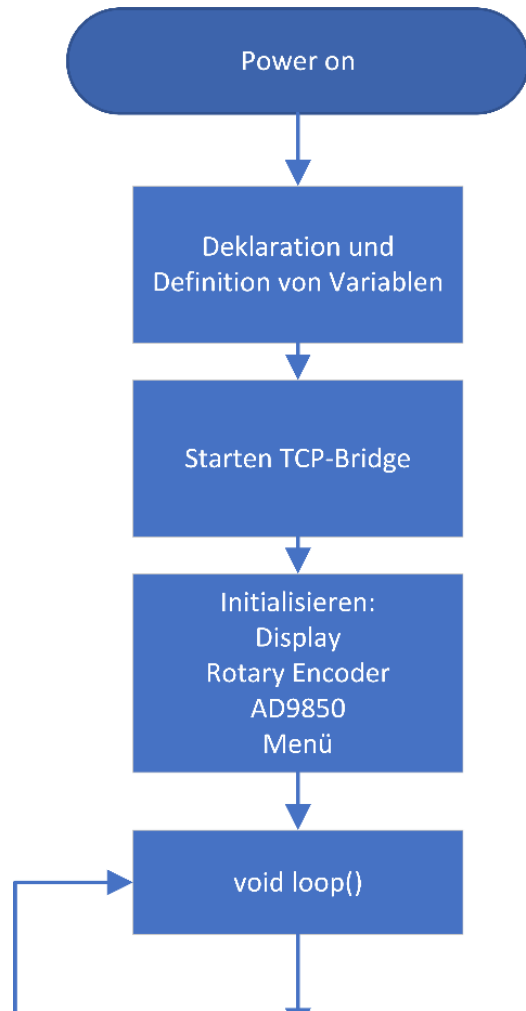 Power on
Deklaration und
Definition von Variablen
Starten TCP-Bridge
Initialisieren:
Display
Rotary Encoder
AD9850
Menü
void loop()